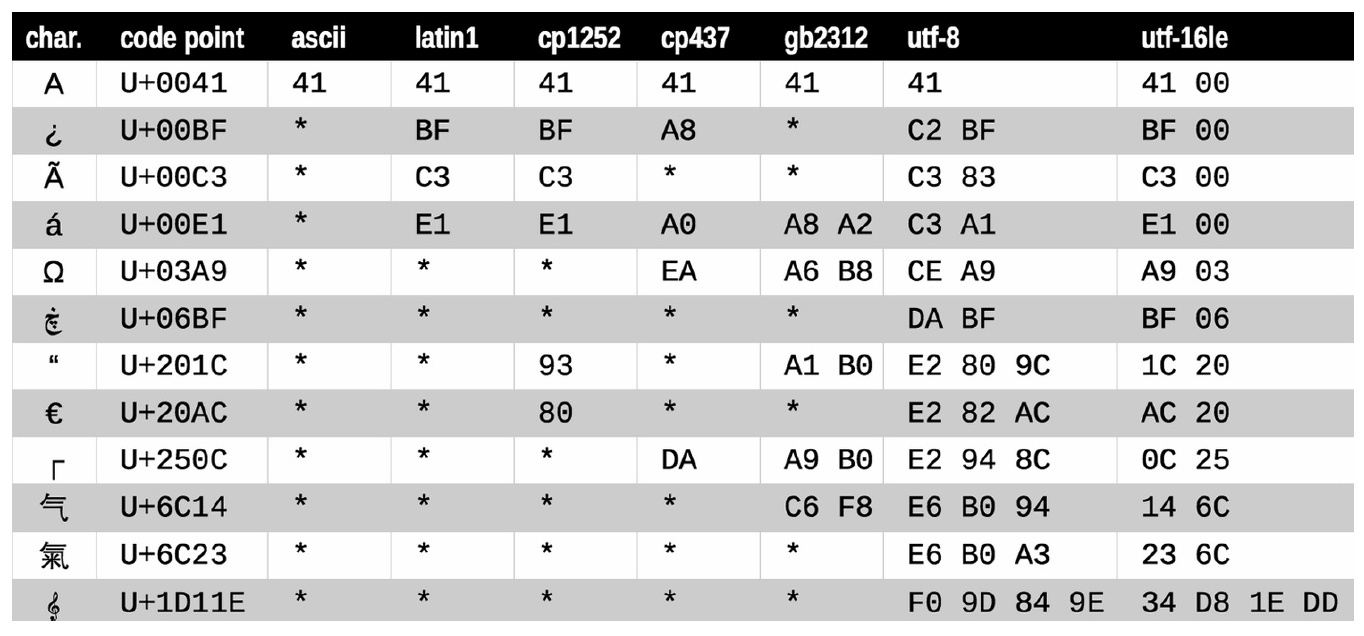 char. code point ascii latin1 cp1252 cp437 gb2312 utf-8 utf-16le
A U+0041 41 41 41 41 41 41 41 00
¿ U+00BF * BF BF A8 * C2 BF BF 00
Ã U+00C3 * C3 C3 * * C3 83 C3 00
á U+00E1 * E1 E1 A0 A8 A2 C3 A1 E1 00
Ω U+03A9 * * * EA A6 B8 CE A9 A9 03
ڿ U+06BF * * * * * DA BF BF 06
“ U+201C * * 93 * A1 B0 E2 80 9C 1C 20
€ U+20AC * * 80 * * E2 82 AC AC 20
┌ U+250C * * * DA A9 B0 E2 94 8C 0C 25
气 U+6C14 * * * * C6 F8 E6 B0 94 14 6C
氣 U+6C23 * * * * * E6 B0 A3 23 6C
𝄞 U+1D11E * * * * * F0 9D 84 9E 34 D8 1E DD